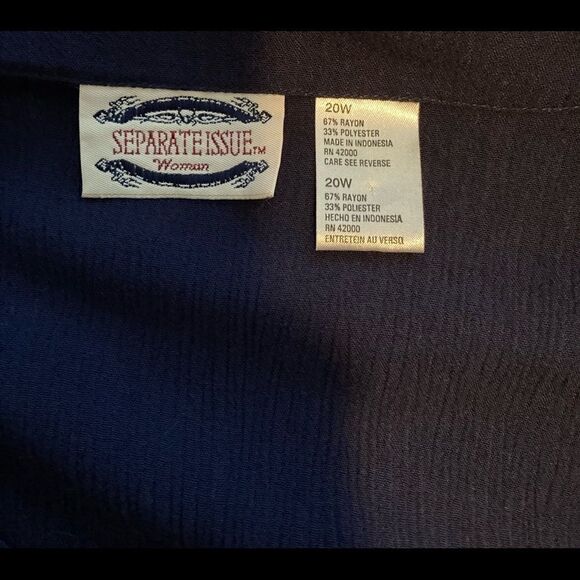 SEPARATE ISSUE™
Woman
20W
67% RAYON
33% POLYESTER
MADE IN INDONESIA
RN 42000
CARE SEE REVERSE
20W
67% RAYON
33% POLIESTER
HECHO EN INDONESIA
RN 42000
ENTRETEIN AU VERSO